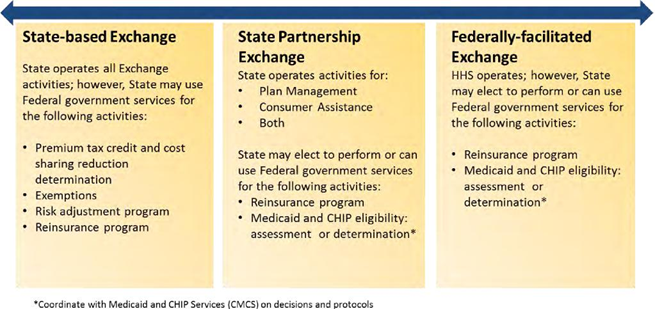 State-based Exchange
State operates all Exchange
activities; however, State may use
Federal government services for
the following activities:
• Premium tax credit and cost
sharing reduction
determination
• Exemptions
• Risk adjustment program
• Reinsurance program
State Partnership
Exchange
State operates activities for:
• Plan Management
• Consumer Assistance
• Both
State may elect to perform or can
use Federal government services
for the following activities:
• Reinsurance program
• Medicaid and CHIP eligibility:
assessment or determination*
Federally-facilitated
Exchange
HHS operates; however, State
may elect to perform or can use
Federal government services for
the following activities:
• Reinsurance program
• Medicaid and CHIP eligibility:
assessment or
determination*
*Coordinate with Medicaid and CHIP Services (CMCS) on decisions and protocols